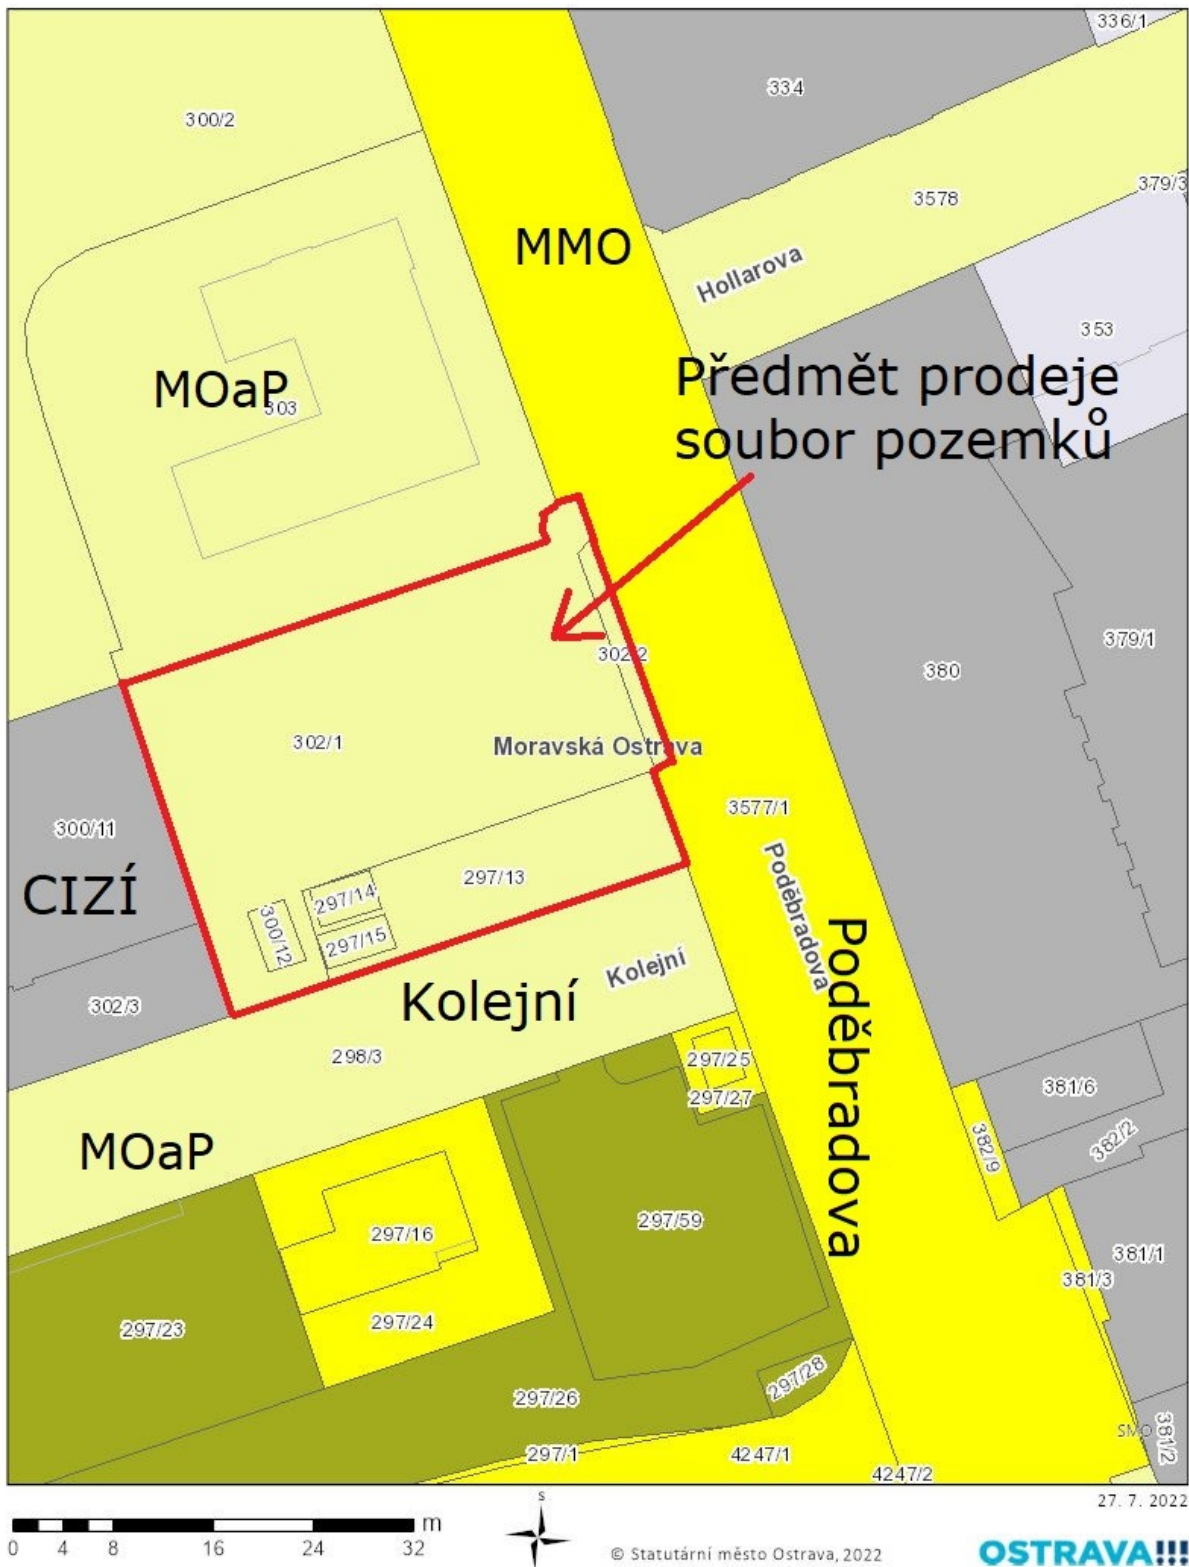 336/1
334
300/2
379/3
3578
MMO
Hollarova
353
Předmět prodeje
soubor pozemků
MOaP
303
302/2
380
379/1
302/1
Moravská Ostrava
3577/1
300/11
CIZÍ
297/13
297/14
300/12
297/15
Poděbradova
Poděbradova
Kolejní
Kolejní
302/3
298/3
297/25
297/27
381/6
382/2
382/9
MOaP
297/16
297/59
381/1
381/3
297/24
297/23
297/28
297/26
SMO
381/2
297/1
4247/1
4247/2
27. 7. 2022
S
m
0 4 8 16 24 32
© Statutární město Ostrava, 2022
OSTRAVA!!!